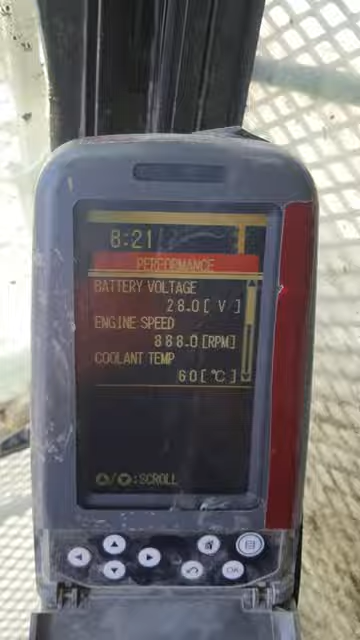 8:21
PERFORMANCE
BATTERY VOLTAGE
28.0[ V ]
ENGINE SPEED
888.0[RPM]
COOLANT TEMP
60[ °C]
▲/▼:SCROLL
OK